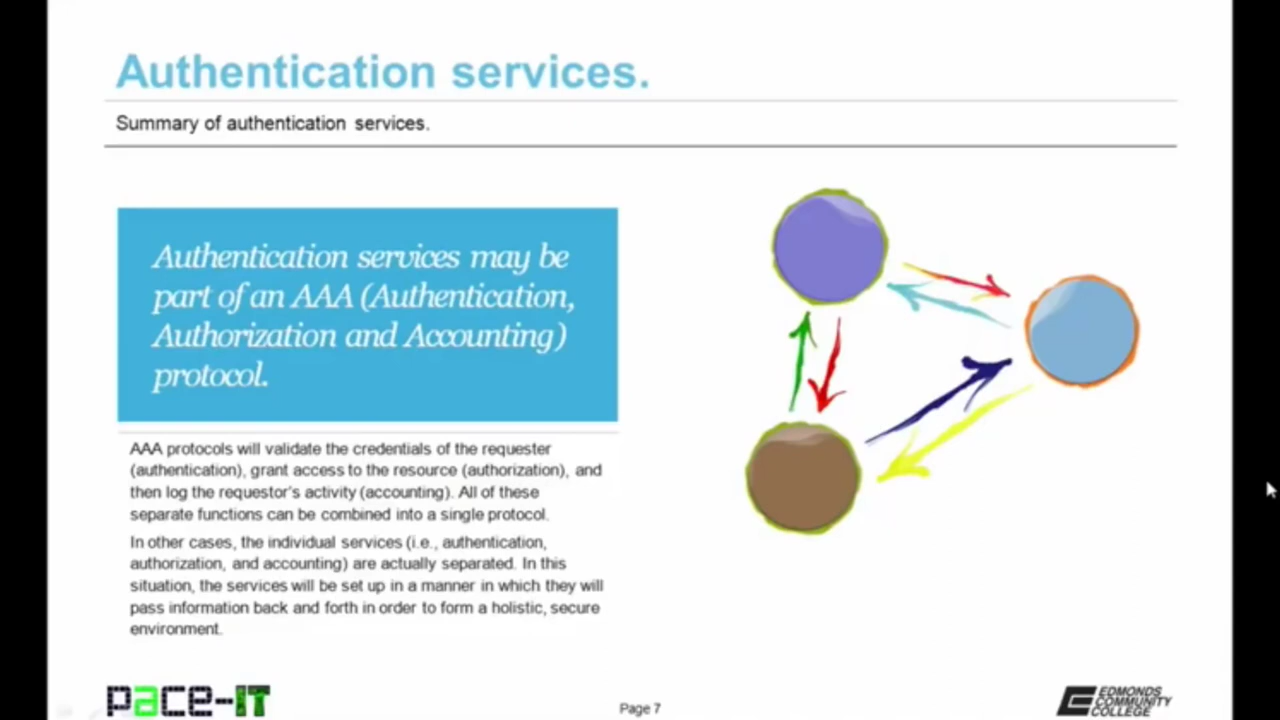 Authentication services.
Summary of authentication services.
Authentication services may be
part of an AAA (Authentication,
Authorization and Accounting)
protocol.
AAA protocols will validate the credentials of the requester
(authentication), grant access to the resource (authorization), and
then log the requestor's activity (accounting). All of these
separate functions can be combined into a single protocol.
In other cases, the individual services (i.e., authentication,
authorization, and accounting) are actually separated. In this
situation, the services will be set up in a manner in which they will
pass information back and forth in order to form a holistic, secure
environment.
pace-IT
Page 7
EDMONDS
COMMUNITY
COLLEGE